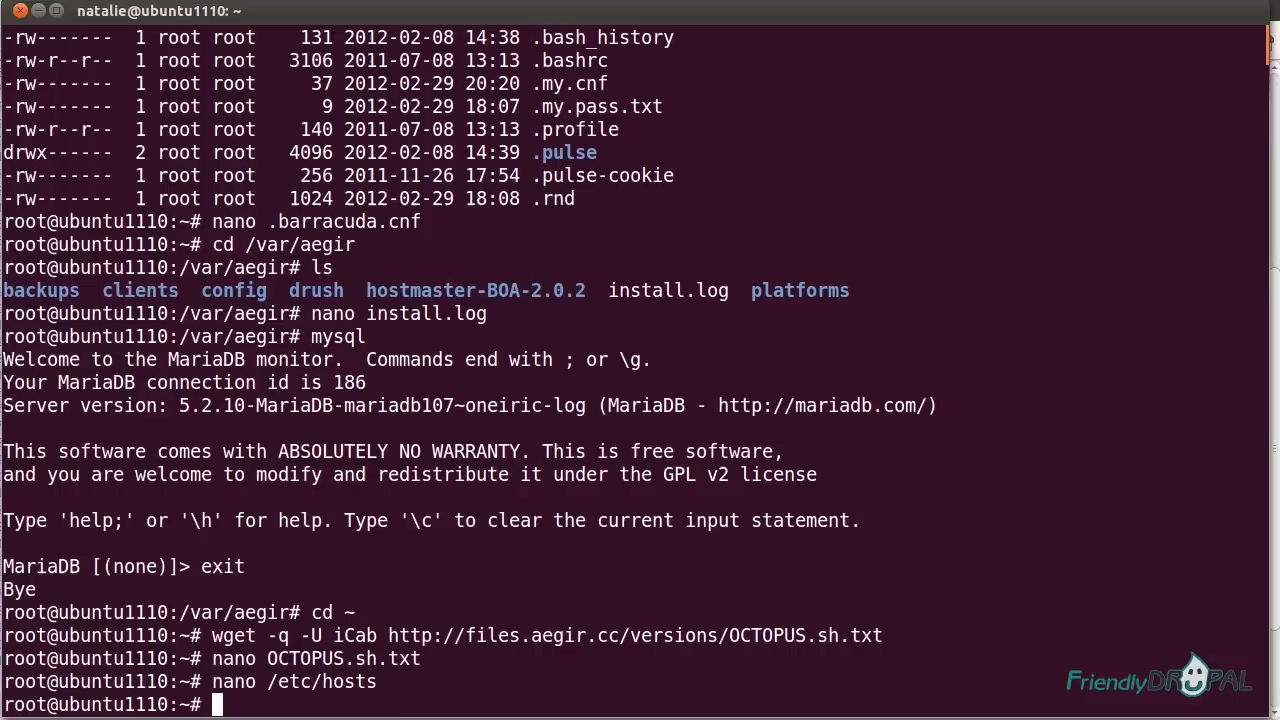 natalie@ubuntu1110: ~
-rw-------  1 root root    131 2012-02-08 14:38 .bash_history
-rw-r--r--  1 root root   3106 2011-07-08 13:13 .bashrc
-rw-------  1 root root     37 2012-02-29 20:20 .my.cnf
-rw-------  1 root root      9 2012-02-29 18:07 .my.pass.txt
-rw-r--r--  1 root root    140 2011-07-08 13:13 .profile
drwx------  2 root root   4096 2012-02-08 14:39 .pulse
-rw-------  1 root root    256 2011-11-26 17:54 .pulse-cookie
-rw-------  1 root root   1024 2012-02-29 18:08 .rnd
root@ubuntu1110:~# nano .barracuda.cnf
root@ubuntu1110:~# cd /var/aegir
root@ubuntu1110:/var/aegir# ls
backups  clients  config  drush  hostmaster-BOA-2.0.2  install.log  platforms
root@ubuntu1110:/var/aegir# nano install.log
root@ubuntu1110:/var/aegir# mysql
Welcome to the MariaDB monitor.  Commands end with ; or \g.
Your MariaDB connection id is 186
Server version: 5.2.10-MariaDB-mariadb107~oneiric-log (MariaDB - http://mariadb.com/)
This software comes with ABSOLUTELY NO WARRANTY. This is free software,
and you are welcome to modify and redistribute it under the GPL v2 license
Type 'help;' or '\h' for help. Type '\c' to clear the current input statement.
MariaDB [(none)]> exit
Bye
root@ubuntu1110:/var/aegir# cd ~
root@ubuntu1110:~# wget -q -U iCab http://files.aegir.cc/versions/OCTOPUS.sh.txt
root@ubuntu1110:~# nano OCTOPUS.sh.txt
root@ubuntu1110:~# nano /etc/hosts
root@ubuntu1110:~#
FriendlyDRUPAL